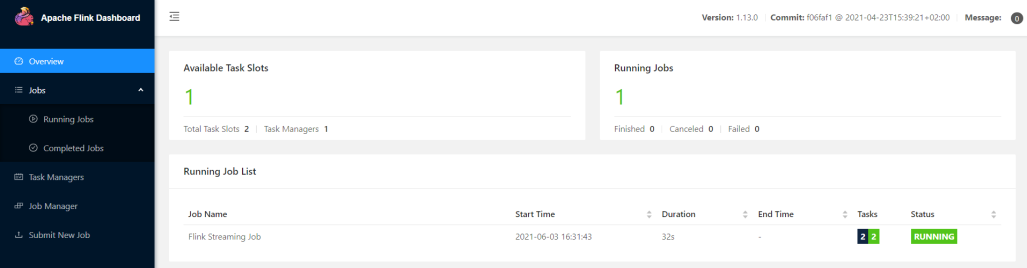 Apache Flink Dashboard
Version: 1.13.0 Commit: f06faf1 @ 2021-04-23T15:39:21+02:00 Message: 0
Overview
Jobs
Running Jobs
Completed Jobs
Task Managers
Job Manager
Submit New Job
Available Task Slots
1
Total Task Slots 2 Task Managers 1
Running Jobs
1
Finished 0 Canceled 0 Failed 0
Running Job List
Job Name Start Time Duration End Time Tasks Status
Flink Streaming Job 2021-06-03 16:31:43 32s - 2 2 RUNNING